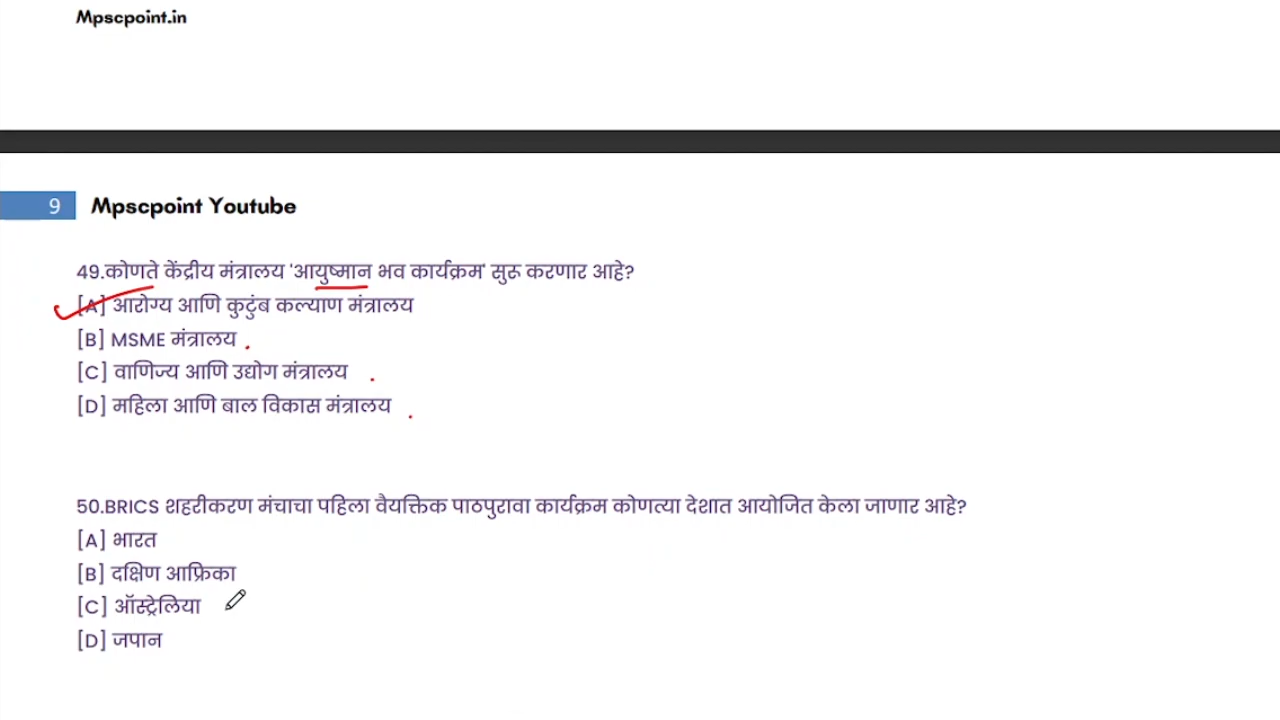 Mpscpoint.in
9 Mpscpoint Youtube
49.कोणते केंद्रीय मंत्रालय 'आयुष्मान भव कार्यक्रम' सुरू करणार आहे?
[A] आरोग्य आणि कुटुंब कल्याण मंत्रालय
[B] MSME मंत्रालय
[C] वाणिज्य आणि उद्योग मंत्रालय
[D] महिला आणि बाल विकास मंत्रालय
50.BRICS शहरीकरण मंचाचा पहिला वैयक्तिक पाठपुरावा कार्यक्रम कोणत्या देशात आयोजित केला जाणार आहे?
[A] भारत
[B] दक्षिण आफ्रिका
[C] ऑस्ट्रेलिया
[D] जपान